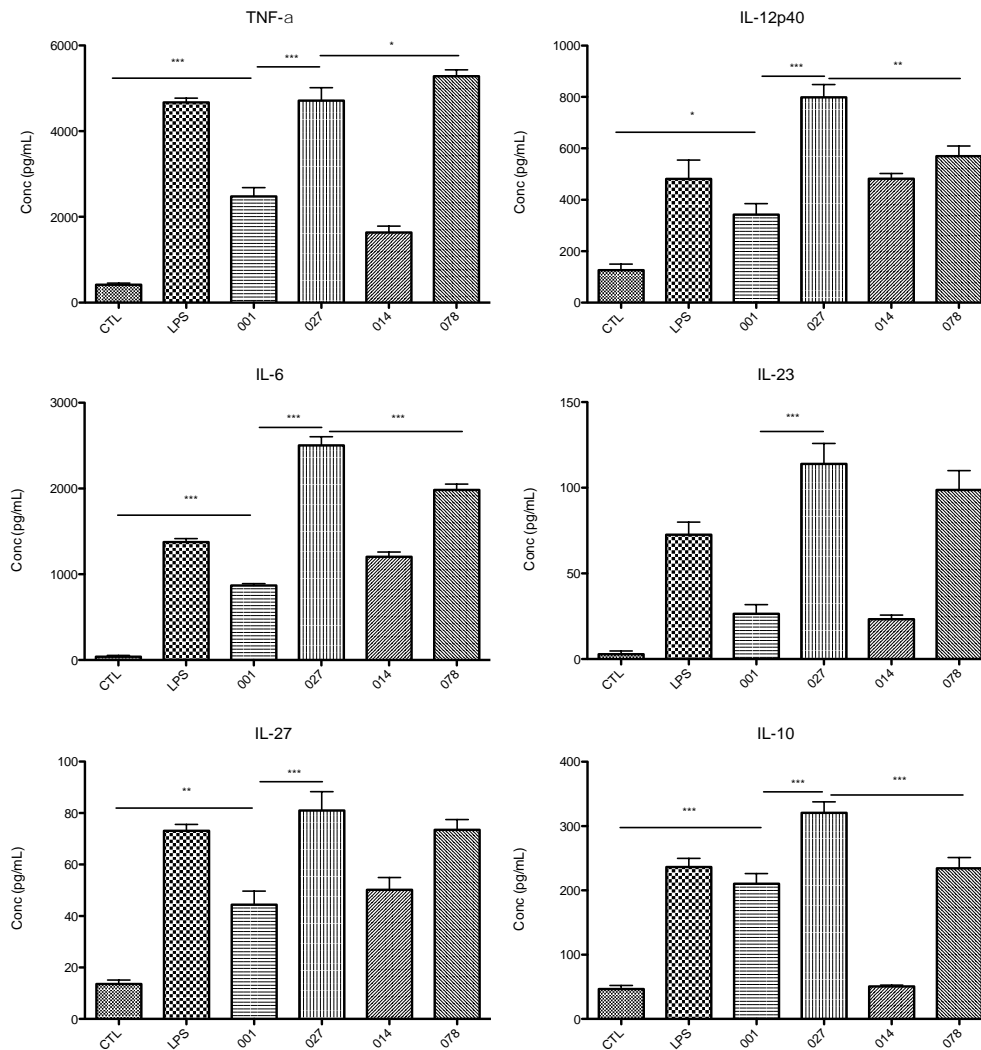 TNF-a
Conc (pg/mL)
6000
4000
2000
0
*** *** *
CTL LPS 001 027 014 078
IL-12p40
Conc (pg/mL)
1000
800
600
400
200
0
* *** **
CTL LPS 001 027 014 078
IL-6
Conc (pg/mL)
3000
2000
1000
0
*** *** ***
CTL LPS 001 027 014 078
IL-23
Conc (pg/mL)
150
100
50
0
***
CTL LPS 001 027 014 078
IL-27
Conc (pg/mL)
100
80
60
40
20
0
** ***
CTL LPS 001 027 014 078
IL-10
Conc (pg/mL)
400
300
200
100
0
*** *** ***
CTL LPS 001 027 014 078